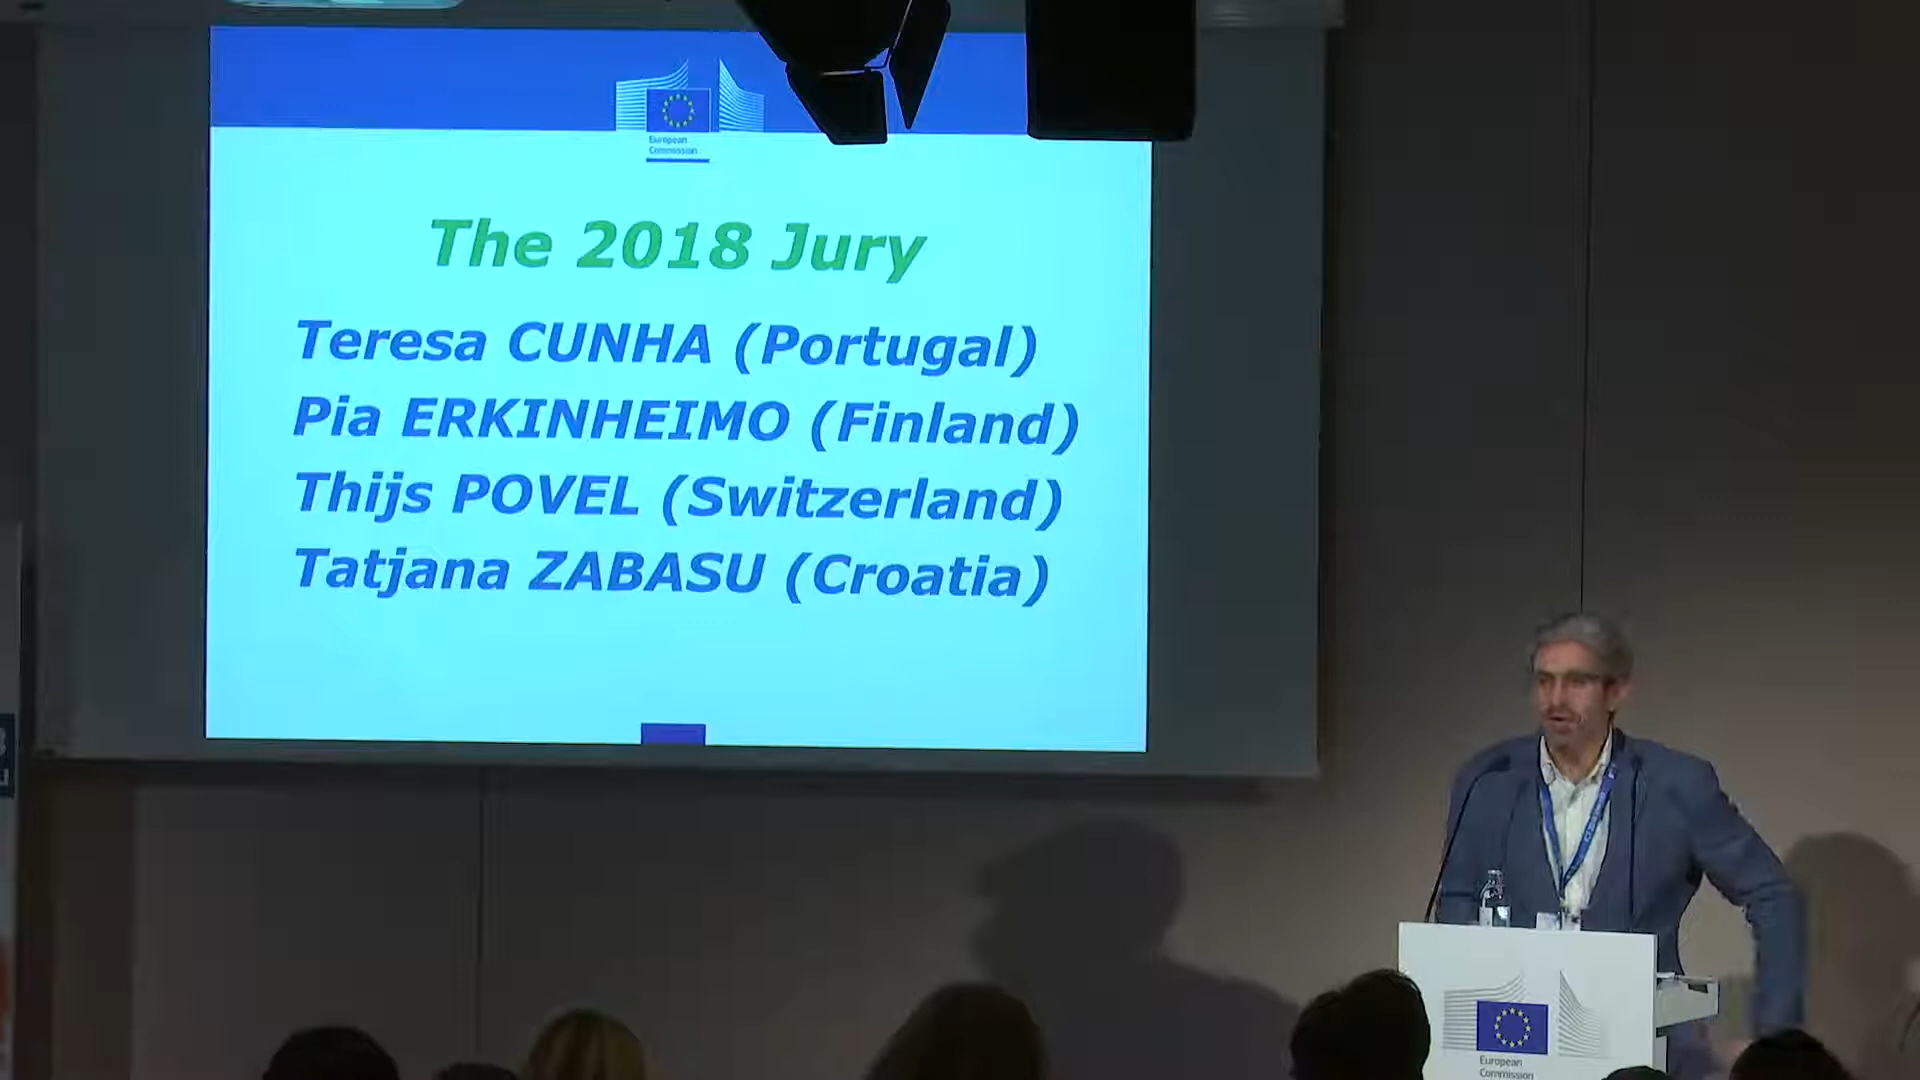 European
Commission
The 2018 Jury
Teresa CUNHA (Portugal)
Pia ERKINHEIMO (Finland)
Thijs POVEL (Switzerland)
Tatjana ZABASU (Croatia)
European
Commission